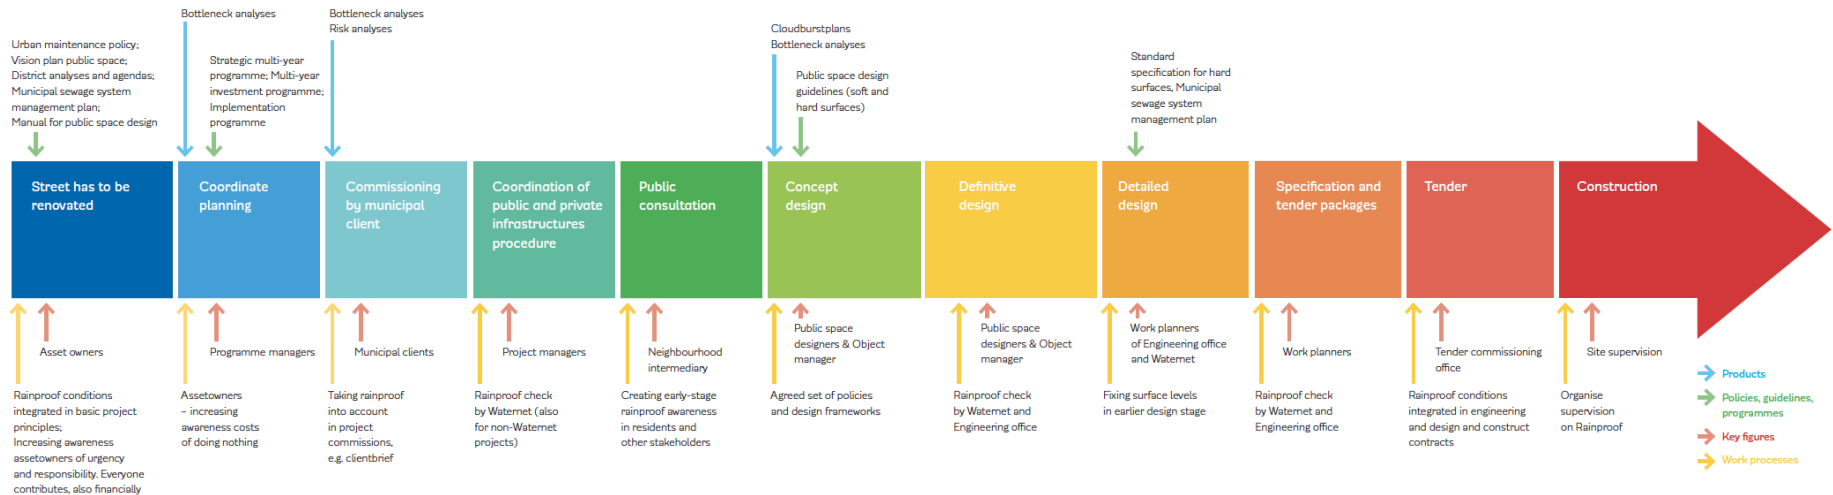 Bottleneck analyses
Bottleneck analyses
Risk analyses
Cloudburstplans
Bottleneck analyses
Urban maintenance policy;
Vision plan public space;
District analyses and agendas;
Municipal sewage system
management plan;
Manual for public space design
Strategic multi-year
programme; Multi-year
investment programme;
Implementation
programme
Public space design
guidelines (soft and
hard surfaces)
Standard
specification for hard
surfaces, Municipal
sewage system
management plan
Street has to be
renovated
Coordinate
planning
Commissioning
by municipal
client
Coordination of
public and private
infrastructures
procedure
Public
consultation
Concept
design
Definitive
design
Detailed
design
Specification and
tender packages
Tender
Construction
Asset owners
Programme managers
Municipal clients
Project managers
Neighbourhood
intermediary
Public space
designers & Object
manager
Public space
designers & Object
manager
Work planners
of Engineering office
and Waternet
Work planners
Tender commissioning
office
Site supervision
Rainproof conditions
integrated in basic project
principles;
Increasing awareness
assetowners of urgency
and responsibility. Everyone
contributes, also financially
Assetowners
– increasing
awareness costs
of doing nothing
Taking rainproof
into account
in project
commissions,
e.g. clientbrief
Rainproof check
by Waternet (also
for non-Waternet
projects)
Creating early-stage
rainproof awareness
in residents and
other stakeholders
Agreed set of policies
and design frameworks
Rainproof check
by Waternet and
Engineering office
Fixing surface levels
in earlier design stage
Rainproof check
by Waternet and
Engineering office
Rainproof conditions
integrated in engineering
and design and construct
contracts
Organise
supervision
on Rainproof
Products
Policies, guidelines,
programmes
Key figures
Work processes